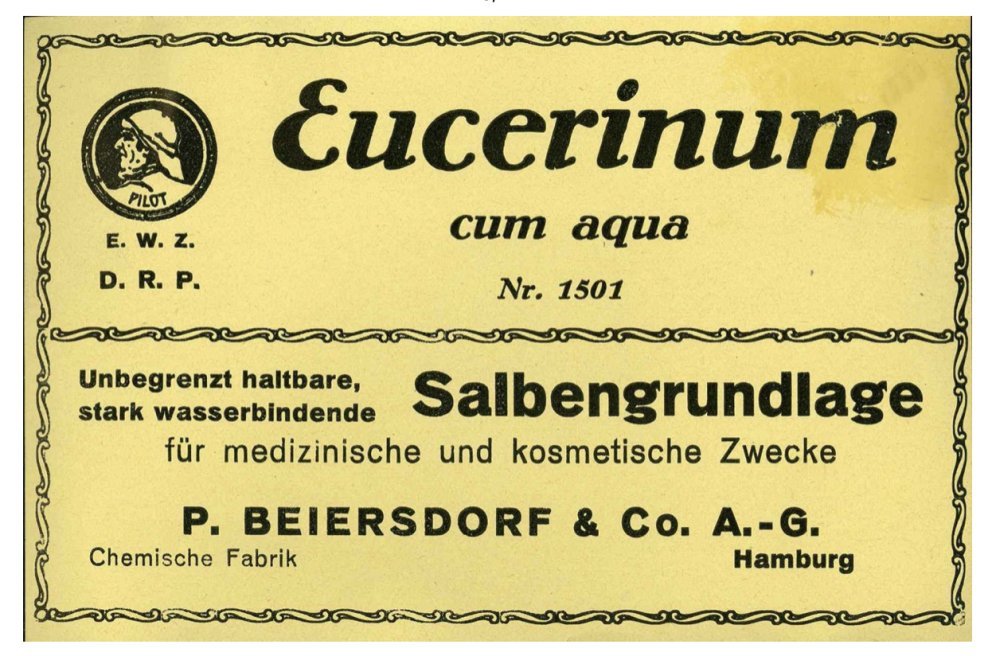 Eucerinum
PILOT
cum aqua
E. W. Z.
D. R. P.
Nr. 1501
Unbegrenzt haltbare,
stark wasserbindende
Salbengrundlage
für medizinische und kosmetische Zwecke
P. BEIERSDORF & Co. A.-G.
Chemische Fabrik
Hamburg